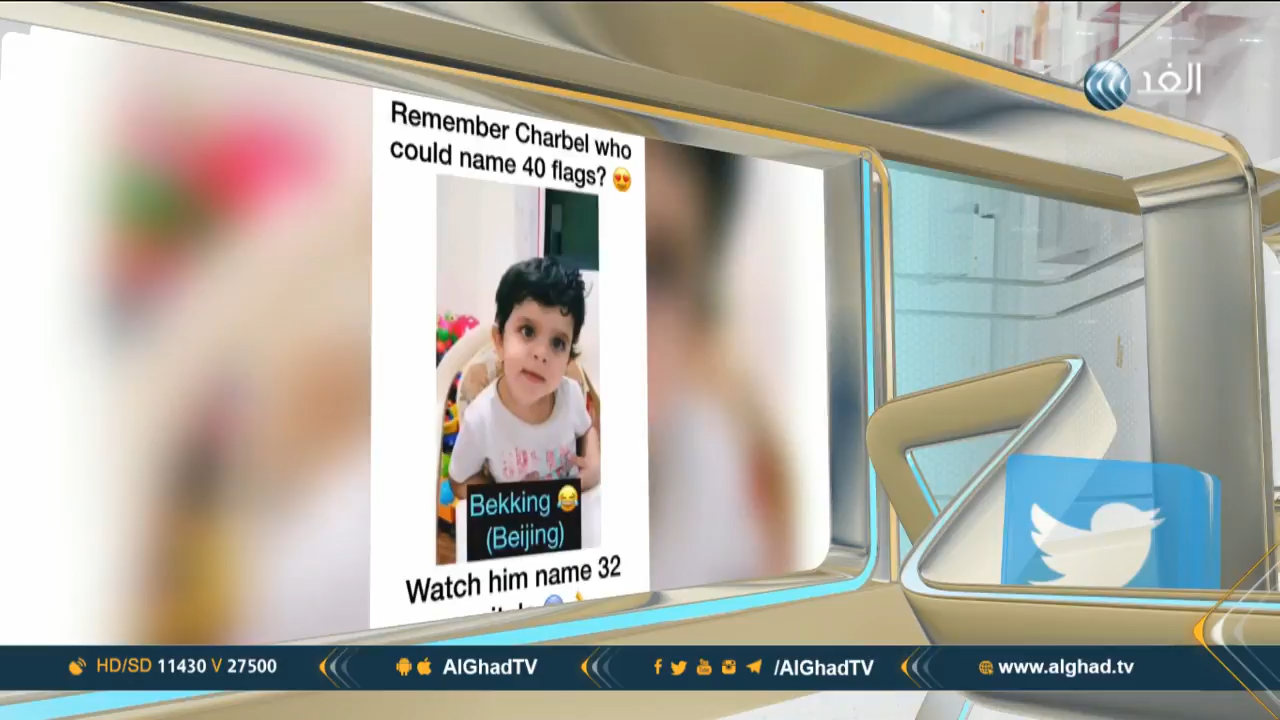 الغد
Remember Charbel who
could name 40 flags? 😍
Bekking 😂
(Beijing)
Watch him name 32
HD/SD 11430 V 27500
AlGhadTV
/AlGhadTV
www.alghad.tv